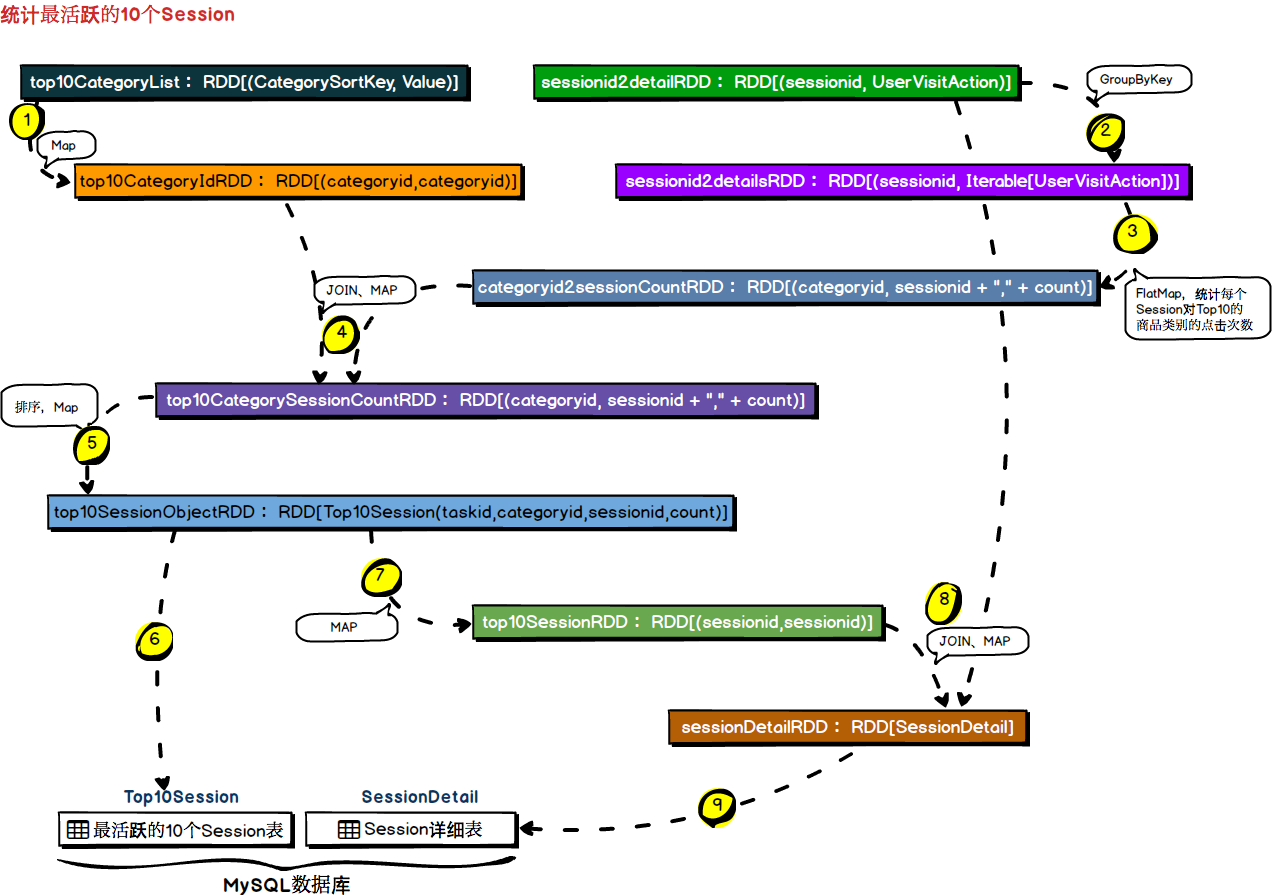 统计最活跃的10个Session
top10CategoryList： RDD[(CategorySortKey, Value)]
sessionid2detailRDD： RDD[(sessionid, UserVisitAction)]
GroupByKey
1
2
Map
top10CategoryIdRDD： RDD[(categoryid,categoryid)]
sessionid2detailsRDD： RDD[(sessionid, Iterable[UserVisitAction])]
3
JOIN、MAP
categoryid2sessionCountRDD： RDD[(categoryid, sessionid + "," + count)]
FlatMap，统计每个
Session对Top10的
商品类别的点击次数
4
top10CategorySessionCountRDD： RDD[(categoryid, sessionid + "," + count)]
排序，Map
5
top10SessionObjectRDD： RDD[Top10Session(taskid,categoryid,sessionid,count)]
7
8
MAP
top10SessionRDD： RDD[(sessionid,sessionid)]
6
JOIN、MAP
sessionDetailRDD： RDD[SessionDetail]
9
Top10Session
SessionDetail
最活跃的10个Session表
Session详细表
MySQL数据库